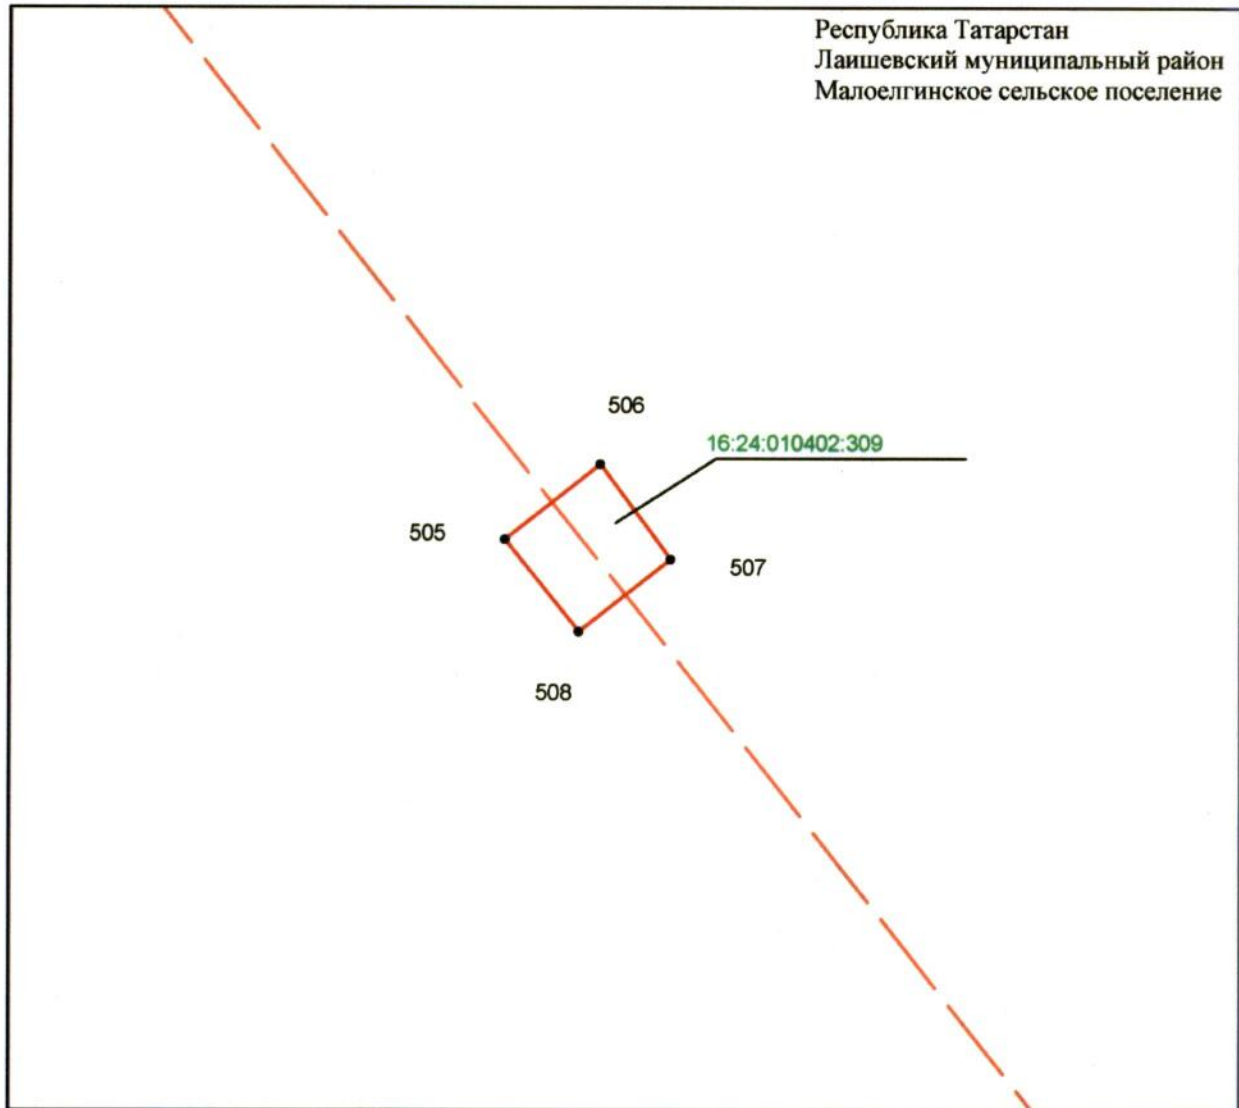 Республика Татарстан
Лаишевский муниципальный район
Малоелгинское сельское поселение
506
16:24:010402:309
505
507
508